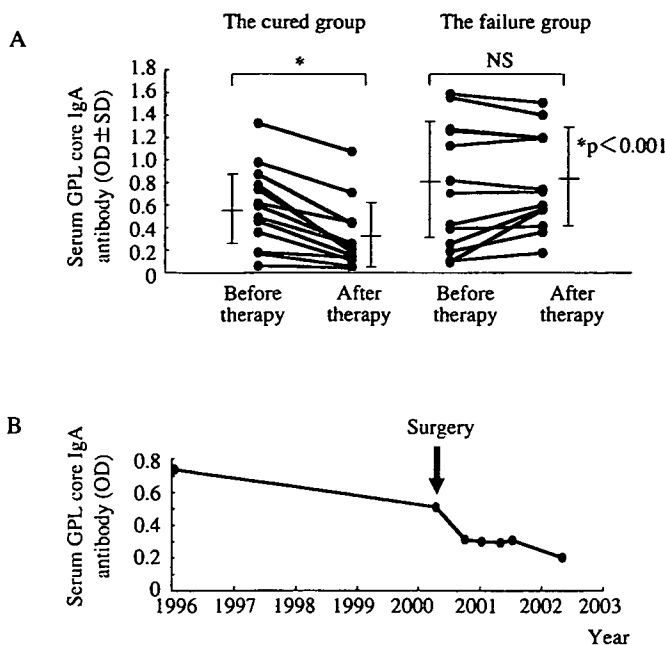 A
The cured group
The failure group
Serum GPL core IgA
antibody (OD±SD)
1.8
1.6
1.4
1.2
1.0
0.8
0.6
0.4
0.2
0
*
NS
*p<0.001
Before
therapy
After
therapy
Before
therapy
After
therapy
B
Surgery
Serum GPL core IgA
antibody (OD)
0.8
0.6
0.4
0.2
0
1996 1997 1998 1999 2000 2001 2002 2003
Year